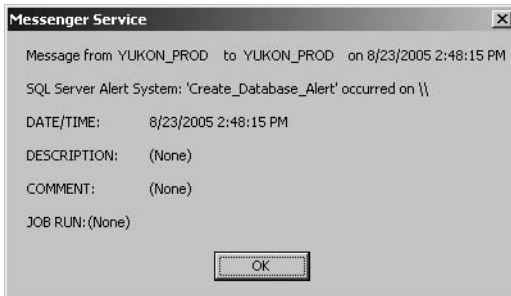 Messenger Service
Message from YUKON_PROD to YUKON_PROD on 8/23/2005 2:48:15 PM
SQL Server Alert System: 'Create_Database_Alert' occurred on \\
DATE/TIME: 8/23/2005 2:48:15 PM
DESCRIPTION: (None)
COMMENT: (None)
JOB RUN: (None)
OK